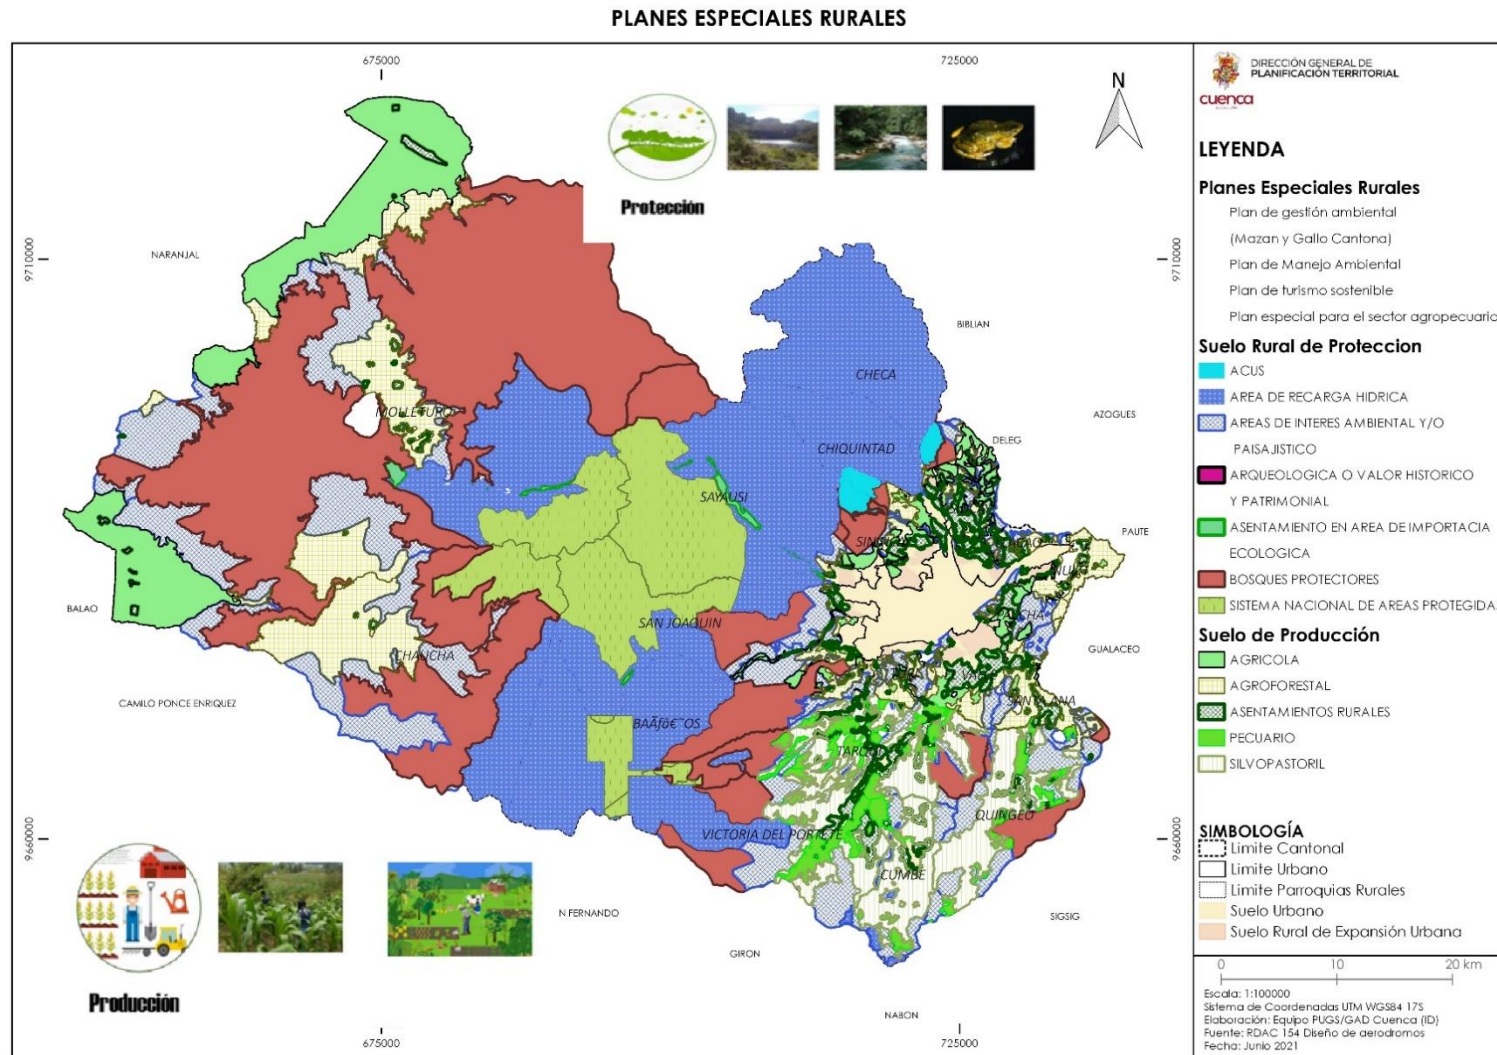 PLANES ESPECIALES RURALES
675000
725000
N
Protección
NARANJAL
9710000
9710000
BIBLIAN
CHECA
AZOGUES
MOLLETURO
DELEG
CHIQUINTAD
SAYAUSI
PAUTE
BALAO
SAN JOAQUIN
GUALACEO
CHAUCHA
SANTA ANA
CAMILO PONCE ENRIQUEZ
BAÃƒâ€˜OS
TARQUI
QUINGEO
VICTORIA DEL PORTETE
9660000
9660000
CUMBE
N FERNANDO
SIGSIG
GIRON
Producción
NABON
675000
725000
DIRECCIÓN GENERAL DE
PLANIFICACIÓN TERRITORIAL
cuenca
LEYENDA
Planes Especiales Rurales
Plan de gestión ambiental
(Mazan y Gallo Cantona)
Plan de Manejo Ambiental
Plan de turismo sostenible
Plan especial para el sector agropecuario
Suelo Rural de Proteccion
ACUS
AREA DE RECARGA HIDRICA
AREAS DE INTERES AMBIENTAL Y/O
PAISAJISTICO
ARQUEOLOGICA O VALOR HISTORICO
Y PATRIMONIAL
ASENTAMIENTO EN AREA DE IMPORTACIA
ECOLOGICA
BOSQUES PROTECTORES
SISTEMA NACIONAL DE AREAS PROTEGIDA
Suelo de Producción
AGRICOLA
AGROFORESTAL
ASENTAMIENTOS RURALES
PECUARIO
SILVOPASTORIL
SIMBOLOGÍA
Limite Cantonal
Limite Urbano
Limite Parroquias Rurales
Suelo Urbano
Suelo Rural de Expansión Urbana
0 10 20 km
Escala: 1:100000
Sistema de Coordenadas UTM WGS84 17S
Elaboración: Equipo PUGS/GAD Cuenca (ID)
Fuente: RDAC 154 Diseño de aerodromos
Fecha: Junio 2021